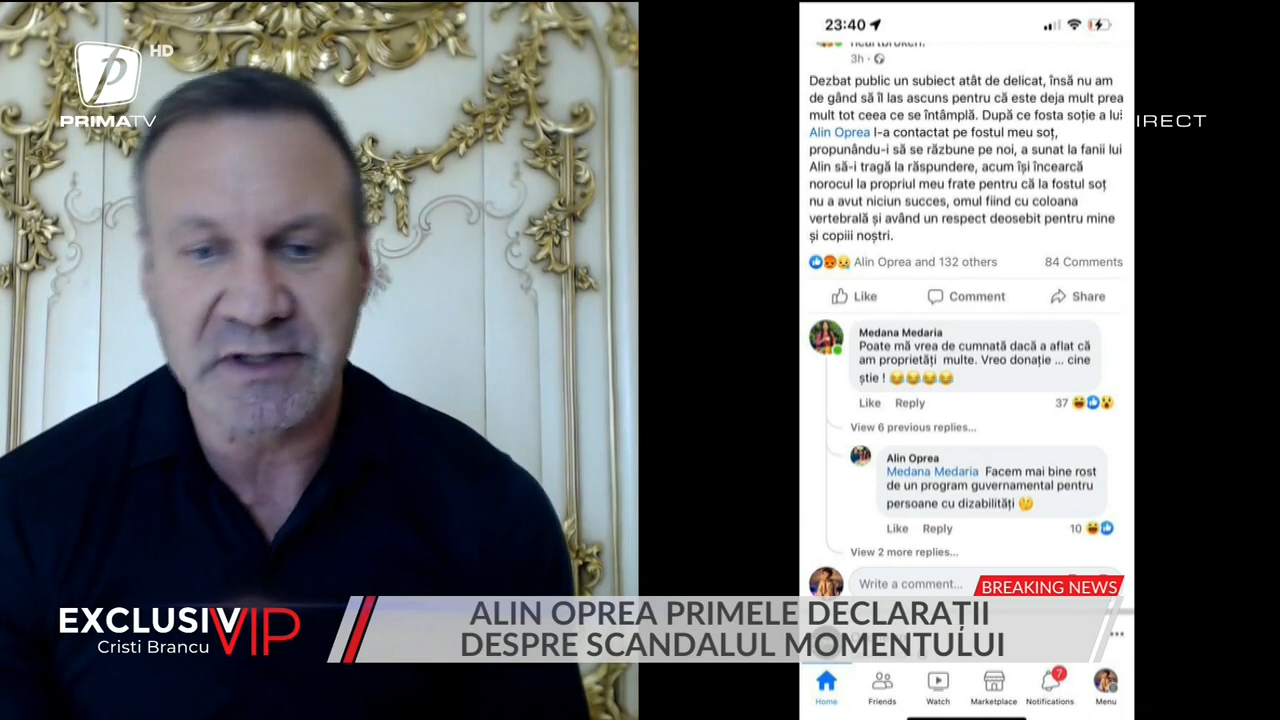 HD
PRIMATV
IRECT
23:40
heartbroken.
3h
Dezbat public un subiect atât de delicat, însă nu am
de gând să îl las ascuns pentru că este deja mult prea
mult tot ceea ce se întâmplă. După ce fosta soție a lui
Alin Oprea l-a contactat pe fostul meu soț,
propunându-i să se răzbune pe noi, a sunat la fanii lui
Alin să-i tragă la răspundere, acum își încearcă
norocul la propriul meu frate pentru că la fostul soț
nu a avut niciun succes, omul fiind cu coloana
vertebrală și având un respect deosebit pentru mine
și copiii noștri.
Alin Oprea and 132 others 84 Comments
Like Comment Share
Medana Medaria
Poate mă vrea de cumnată dacă a aflat că
am proprietăți multe. Vreo donație ... cine
știe ! 😂😂😂😂
Like Reply 37
View 6 previous replies...
Alin Oprea
Medana Medaria Facem mai bine rost
de un program guvernamental pentru
persoane cu dizabilități 🤔
Like Reply 10
View 2 more replies...
Write a comment...
BREAKING NEWS
EXCLUSIV VIP
Cristi Brancu
ALIN OPREA PRIMELE DECLARAȚII
DESPRE SCANDALUL MOMENTULUI
7
Home Friends Watch Marketplace Notifications Menu